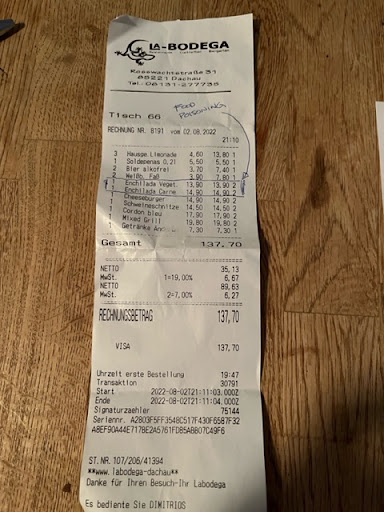 LA-BODEGA
Rosswachtstraße 31
85221 Dachau
Tel. 08131-277738
FOOD
POISONING
Tisch 66
RECHNUNG NR. 8191 vom 02.08.2022
21:10
3 Hausge.Limonade 4,60 13,80 1
1 Soldepenas 0,2l 5,50 5,50 1
2 Bier alkofrei 3,70 7,40 1
2 Weißb. Faß 3,90 7,80 1
1 Enchilada Veget. 13,90 13,90 2
1 Enchilada Carne 14,90 14,90 2
1 Cheeseburger 14,90 14,90 2
1 Schweineschnitze 14,50 14,50 2
1 Cordon bleu 17,90 17,90 2
1 Mixed Grill 19,80 19,80 2
1 Getränke 7,30 7,30 1
Gesamt 137,70
NETTO 35,13
MwSt. 1=19,00% 6,67
NETTO 89,63
MwSt. 2=7,00% 6,27
RECHNUNGSBETRAG 137,70
VISA 137,70
Uhrzeit erste Bestellung 19:47
Transaktion 30791
Start 2022-08-02T21:11:03.000Z
Ende 2022-08-02T21:11:04.000Z
Signaturzaehler 75144
Seriennr. A2803F5FF3548C517F430F6587F32
A8EF90A44E717BE2A5761FD85ABB07C49F6
ST.NR. 107/206/41394
**www.labodega-dachau**
Danke für Ihren Besuch-Ihr Labodega
Es bediente Sie DIMITRIOS